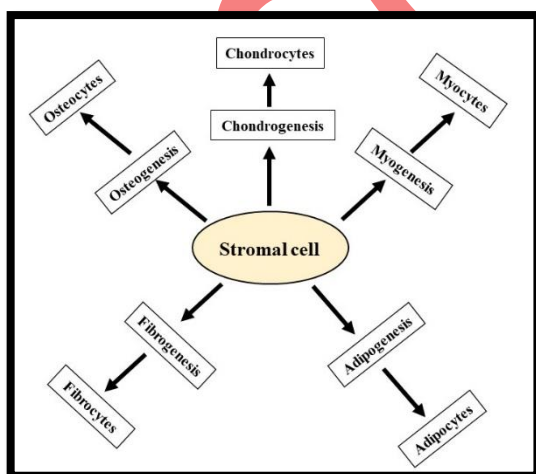 Chondrocytes
Osteocytes
Myocytes
Chondrogenesis
Osteogenesis
Myogenesis
Stromal cell
Fibrogenesis
Adipogenesis
Fibrocytes
Adipocytes